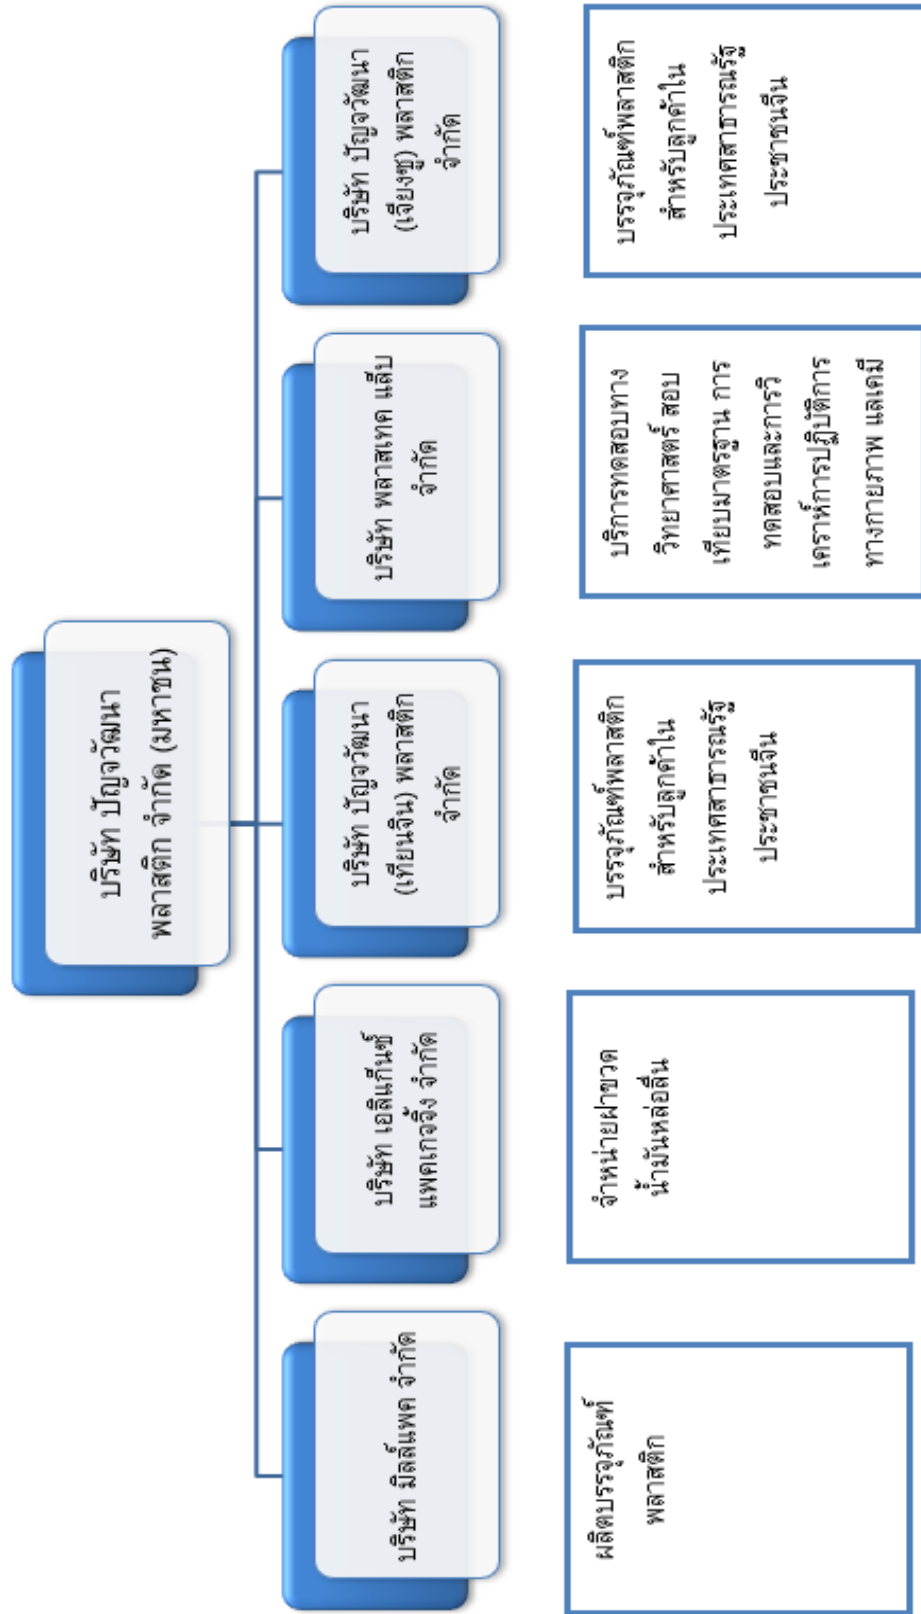 บริษัท ปัญจวัฒนา
พลาสติก จำกัด (มหาชน)
บริษัท มิลล์แพค จำกัด
บริษัท เอลิแก็นซ์
แพคเกจจิ้ง จำกัด
บริษัท ปัญจวัฒนา
(เทียนจิน) พลาสติก
จำกัด
บริษัท พลาสเทค แล็บ
จำกัด
บริษัท ปัญจวัฒนา
(เจียงซู) พลาสติก
จำกัด
ผลิตบรรจุภัณฑ์
พลาสติก
จำหน่ายฝาขวด
น้ำมันหล่อลื่น
บรรจุภัณฑ์พลาสติก
สำหรับลูกค้าใน
ประเทศสาธารณรัฐ
ประชาชนจีน
บริการทดสอบทาง
วิทยาศาสตร์ สอบ
เทียบมาตรฐาน การ
ทดสอบและการวิ
เคราห์การปฏิบัติการ
ทางกายภาพ แลเคมี
บรรจุภัณฑ์พลาสติก
สำหรับลูกค้าใน
ประเทศสาธารณรัฐ
ประชาชนจีน